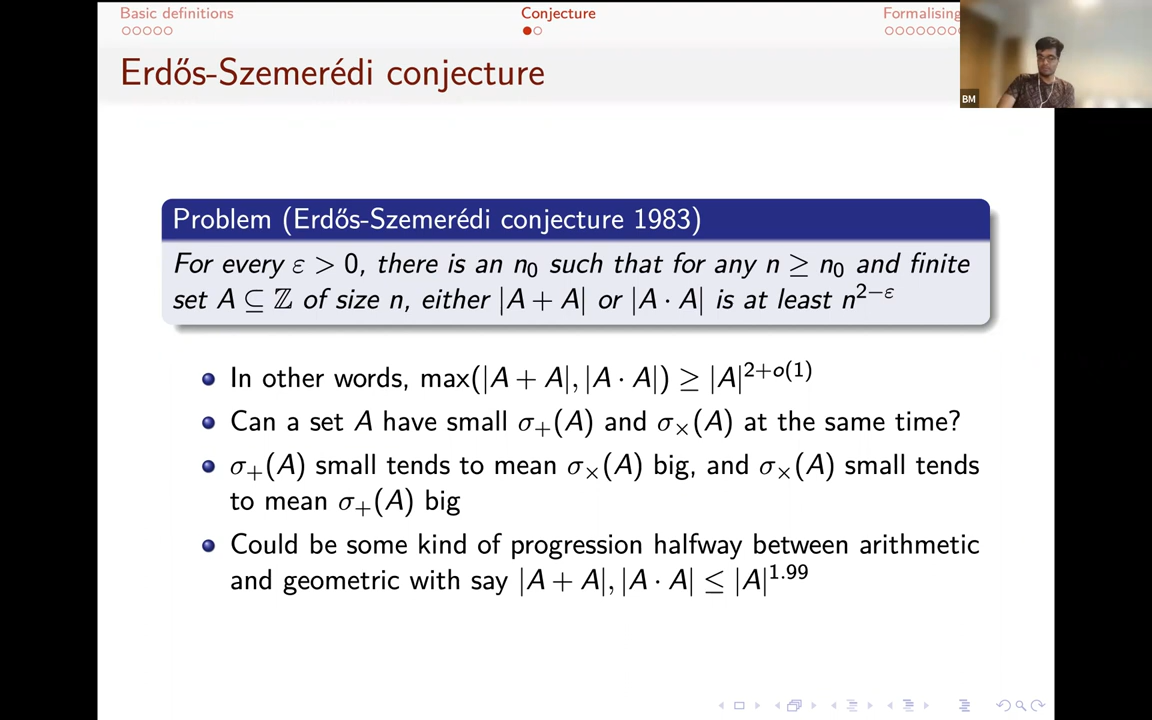 Basic definitions Conjecture Formalising
Erdős-Szemerédi conjecture
BM
Problem (Erdős-Szemerédi conjecture 1983)
For every ε > 0, there is an n₀ such that for any n ≥ n₀ and finite
set A ⊆ ℤ of size n, either |A + A| or |A · A| is at least n^{2−ε}
In other words, max(|A + A|, |A · A|) ≥ |A|^{2+o(1)}
Can a set A have small σ₊(A) and σ×(A) at the same time?
σ₊(A) small tends to mean σ×(A) big, and σ×(A) small tends
to mean σ₊(A) big
Could be some kind of progression halfway between arithmetic
and geometric with say |A + A|, |A · A| ≤ |A|^{1.99}